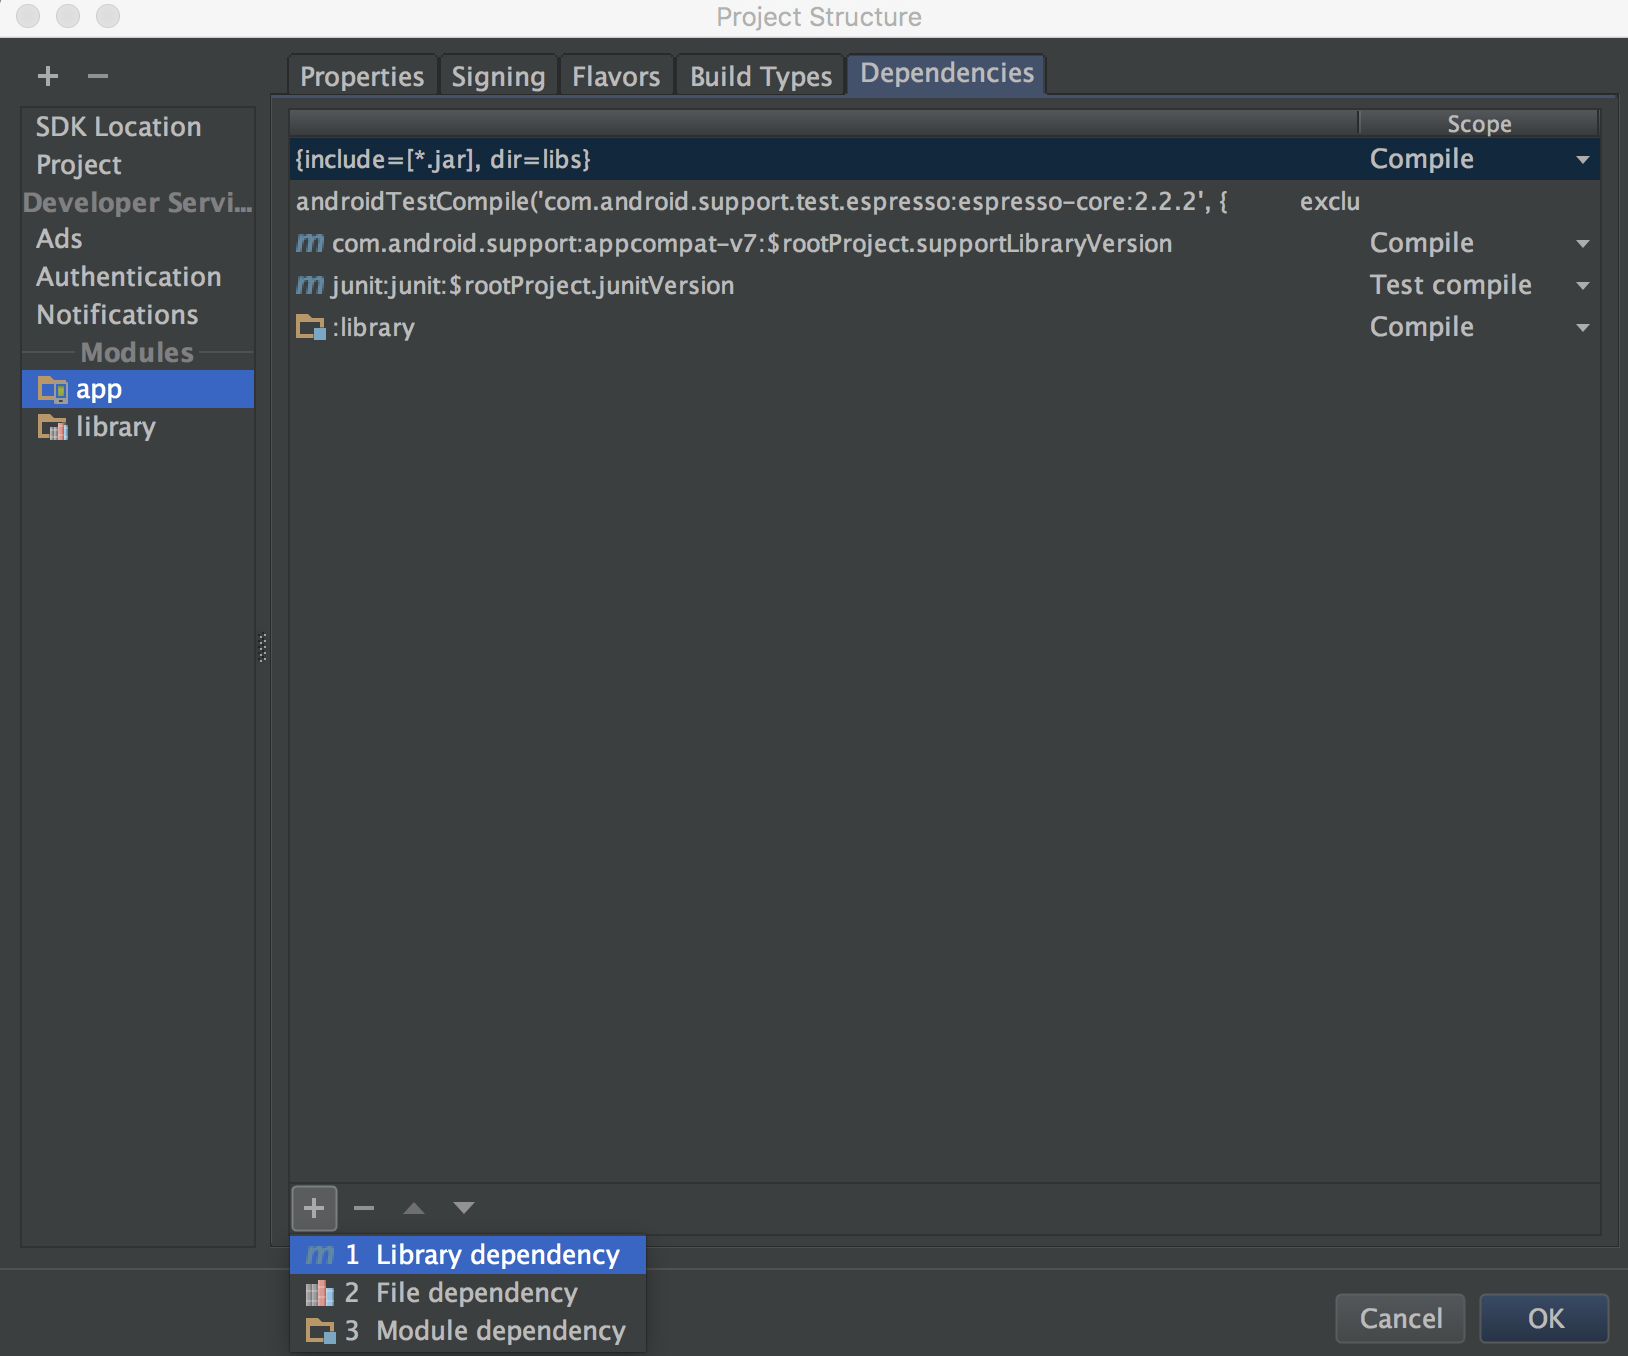 Project Structure
Properties
Signing
Flavors
Build Types
Dependencies
SDK Location
Project
Developer Servi...
Ads
Authentication
Notifications
Modules
app
library
Scope
{include=[*.jar], dir=libs} Compile
androidTestCompile('com.android.support.test.espresso:espresso-core:2.2.2', { exclu
m com.android.support:appcompat-v7:$rootProject.supportLibraryVersion Compile
m junit:junit:$rootProject.junitVersion Test compile
:library Compile
m 1 Library dependency
2 File dependency
3 Module dependency
Cancel
OK